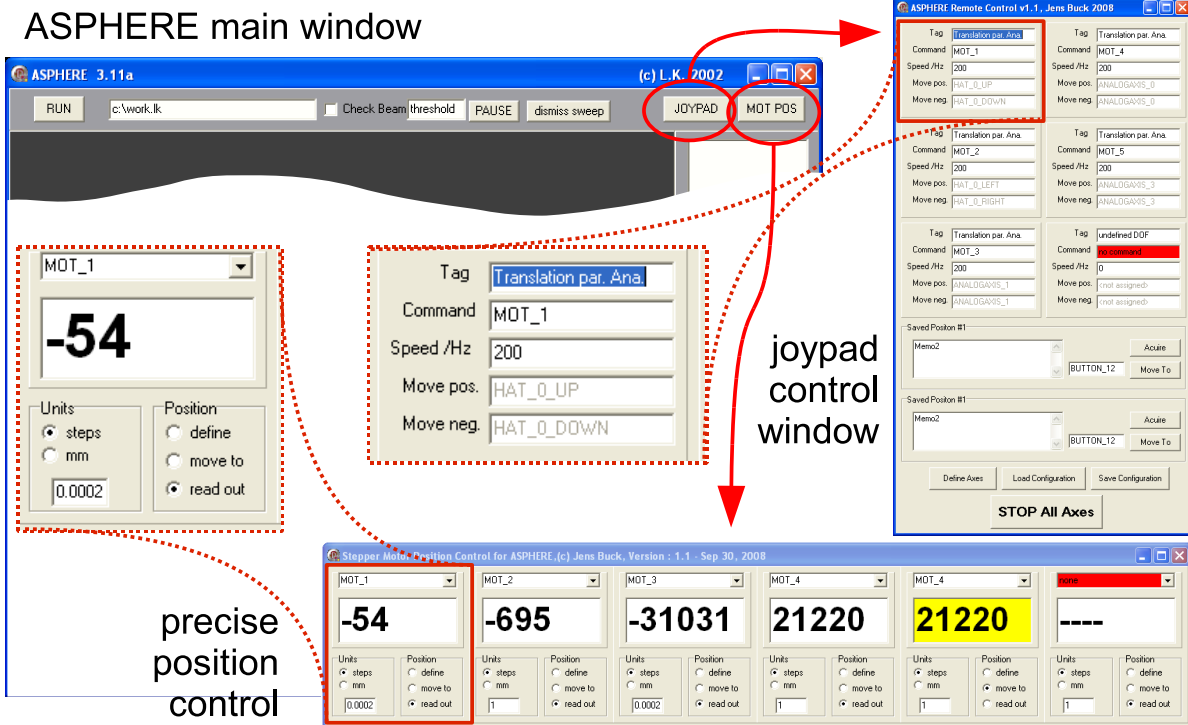 ASPHERE main window
ASPHERE 3.11a (c) L.K. 2002
RUN c:\work.lk Check Beam threshold PAUSE dismiss sweep JOYPAD MOT POS
MOT_1
-54
Units Position
steps define
mm move to
0.0002 read out
Tag Translation par. Ana.
Command MOT_1
Speed /Hz 200
Move pos. HAT_0_UP
Move neg. HAT_0_DOWN
joypad
control
window
ASPHERE Remote Control v1.1, Jens Buck 2008
Tag Translation par. Ana. Tag Translation par. Ana.
Command MOT_1 Command MOT_4
Speed /Hz 200 Speed /Hz 200
Move pos. HAT_0_UP Move pos. ANALOGAXIS_0
Move neg. HAT_0_DOWN Move neg. ANALOGAXIS_0
Tag Translation par. Ana. Tag Translation par. Ana.
Command MOT_2 Command MOT_5
Speed /Hz 200 Speed /Hz 200
Move pos. HAT_0_LEFT Move pos. ANALOGAXIS_3
Move neg. HAT_0_RIGHT Move neg. ANALOGAXIS_3
Tag Translation par. Ana. Tag undefined DOF
Command MOT_3 Command no command
Speed /Hz 200 Speed /Hz 0
Move pos. ANALOGAXIS_1 Move pos. <not assigned>
Move neg. ANALOGAXIS_1 Move neg. <not assigned>
Saved Positon #1
Memo2 Acuire
BUTTON_12 Move To
Saved Positon #1
Memo2 Acuire
BUTTON_12 Move To
Define Axes Load Configuration Save Configuration
STOP All Axes
precise
position
control
Stepper Motor Position Control for ASPHERE,(c) Jens Buck, Version : 1.1 - Sep 30, 2008
MOT_1 MOT_2 MOT_3 MOT_4 MOT_4 none
-54 -695 -31031 21220 21220 ----
Units Position Units Position Units Position Units Position Units Position Units Position
steps define steps define steps define steps define steps define steps define
mm move to mm move to mm move to mm move to mm move to mm move to
0.0002 read out 1 read out 0.0002 read out 1 read out 1 read out 1 read out